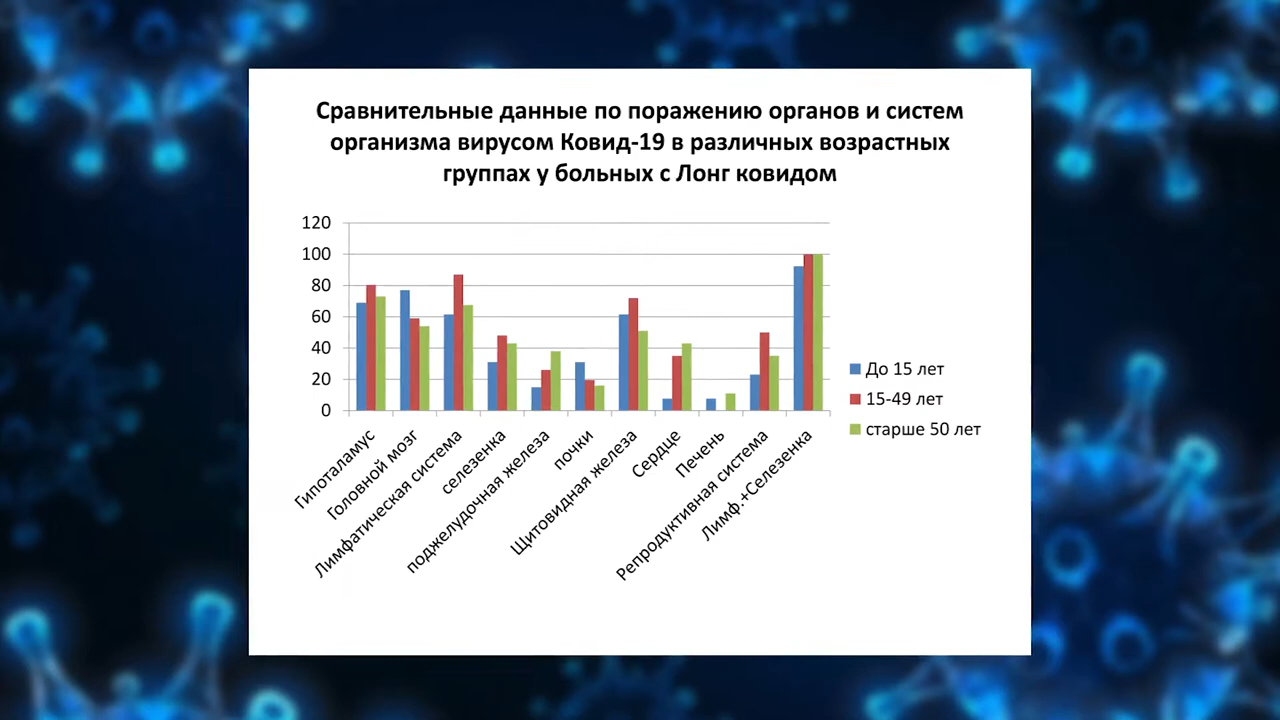 Сравнительные данные по поражению органов и систем
организма вирусом Ковид-19 в различных возрастных
группах у больных с Лонг ковидом
120
100
80
60
40
20
0
Гипоталамус
Головной мозг
Лимфатическая система
селезенка
поджелудочная железа
почки
Щитовидная железа
Сердце
Печень
Репродуктивная система
Лимф.+Селезенка
До 15 лет
15-49 лет
старше 50 лет